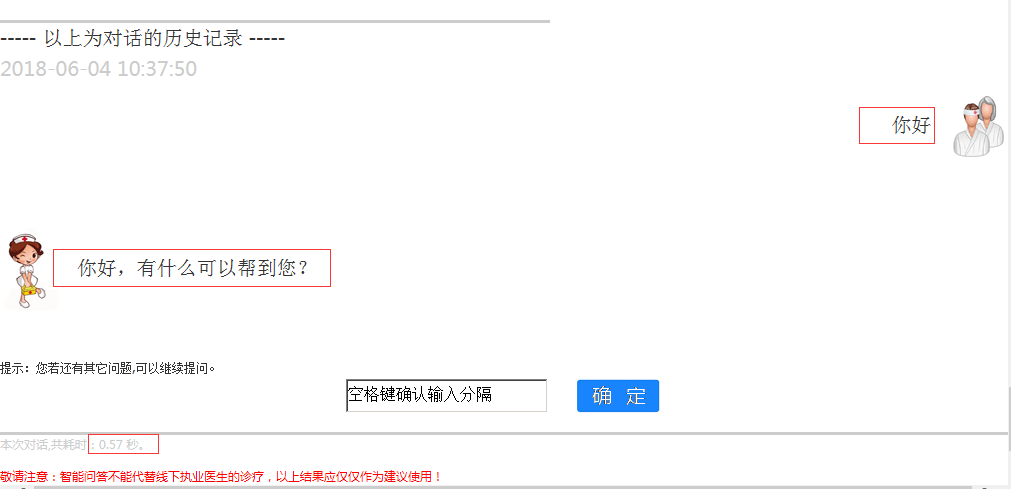 ----- 以上为对话的历史记录 -----
2018-06-04 10:37:50
你好
你好，有什么可以帮到您？
提示：您若还有其它问题,可以继续提问。
空格键确认输入分隔
确 定
本次对话,共耗时：0.57 秒。
敬请注意：智能问答不能代替线下执业医生的诊疗，以上结果应仅仅作为建议使用！